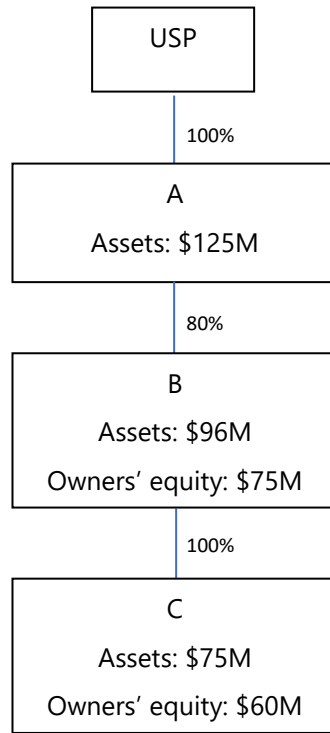 USP
100%
A
Assets: $125M
80%
B
Assets: $96M
Owners’ equity: $75M
100%
C
Assets: $75M
Owners’ equity: $60M